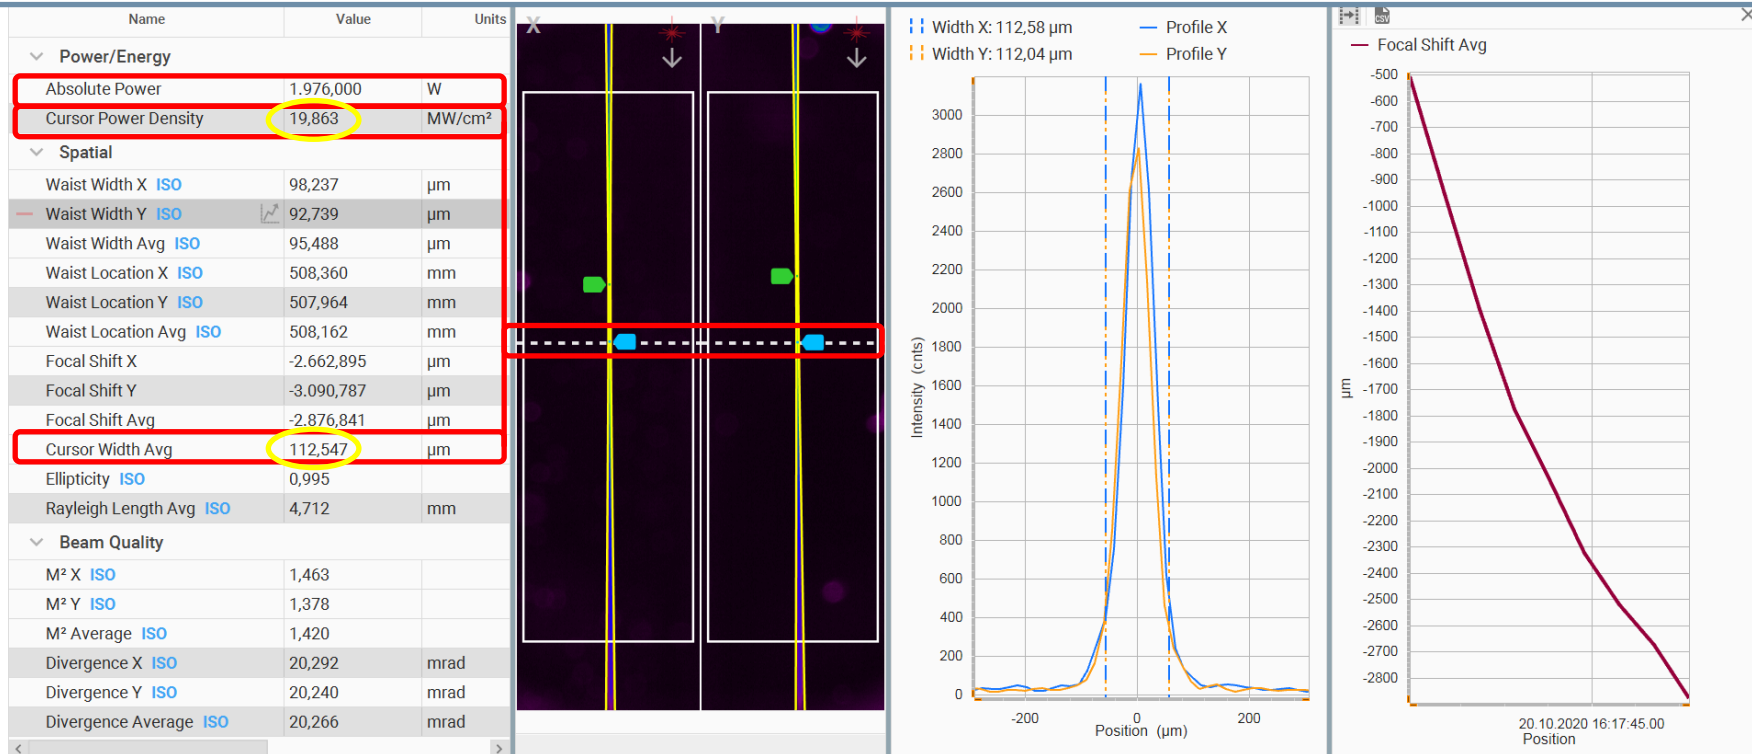 Name Value Units
Power/Energy
Absolute Power 1.976,000 W
Cursor Power Density 19,863 MW/cm²
Spatial
Waist Width X ISO 98,237 µm
Waist Width Y ISO 92,739 µm
Waist Width Avg ISO 95,488 µm
Waist Location X ISO 508,360 mm
Waist Location Y ISO 507,964 mm
Waist Location Avg ISO 508,162 mm
Focal Shift X -2.662,895 µm
Focal Shift Y -3.090,787 µm
Focal Shift Avg -2.876,841 µm
Cursor Width Avg 112,547 µm
Ellipticity ISO 0,995
Rayleigh Length Avg ISO 4,712 mm
Beam Quality
M² X ISO 1,463
M² Y ISO 1,378
M² Average ISO 1,420
Divergence X ISO 20,292 mrad
Divergence Y ISO 20,240 mrad
Divergence Average ISO 20,266 mrad
X Y
Width X: 112,58 µm Profile X
Width Y: 112,04 µm Profile Y
3000
2800
2600
2400
2200
2000
1800
1600
1400
1200
1000
800
600
400
200
0
Intensity (cnts)
-200 0 200
Position (µm)
CSV
Focal Shift Avg
-500
-600
-700
-800
-900
-1000
-1100
-1200
-1300
-1400
-1500
-1600
-1700
-1800
-1900
-2000
-2100
-2200
-2300
-2400
-2500
-2600
-2700
-2800
µm
20.10.2020 16:17:45.00
Position